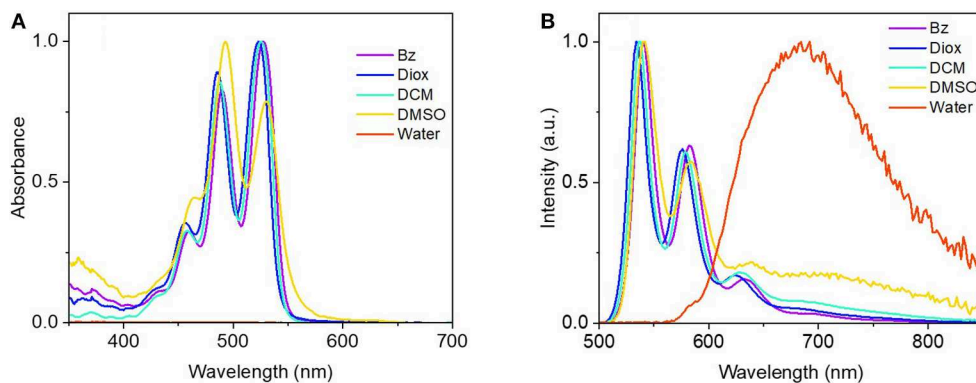 A
1.0
0.5
0.0
Absorbance
400
500
600
700
Wavelength (nm)
Bz
Diox
DCM
DMSO
Water
B
1.0
0.5
0.0
Intensity (a.u.)
500
600
700
800
Wavelength (nm)
Bz
Diox
DCM
DMSO
Water